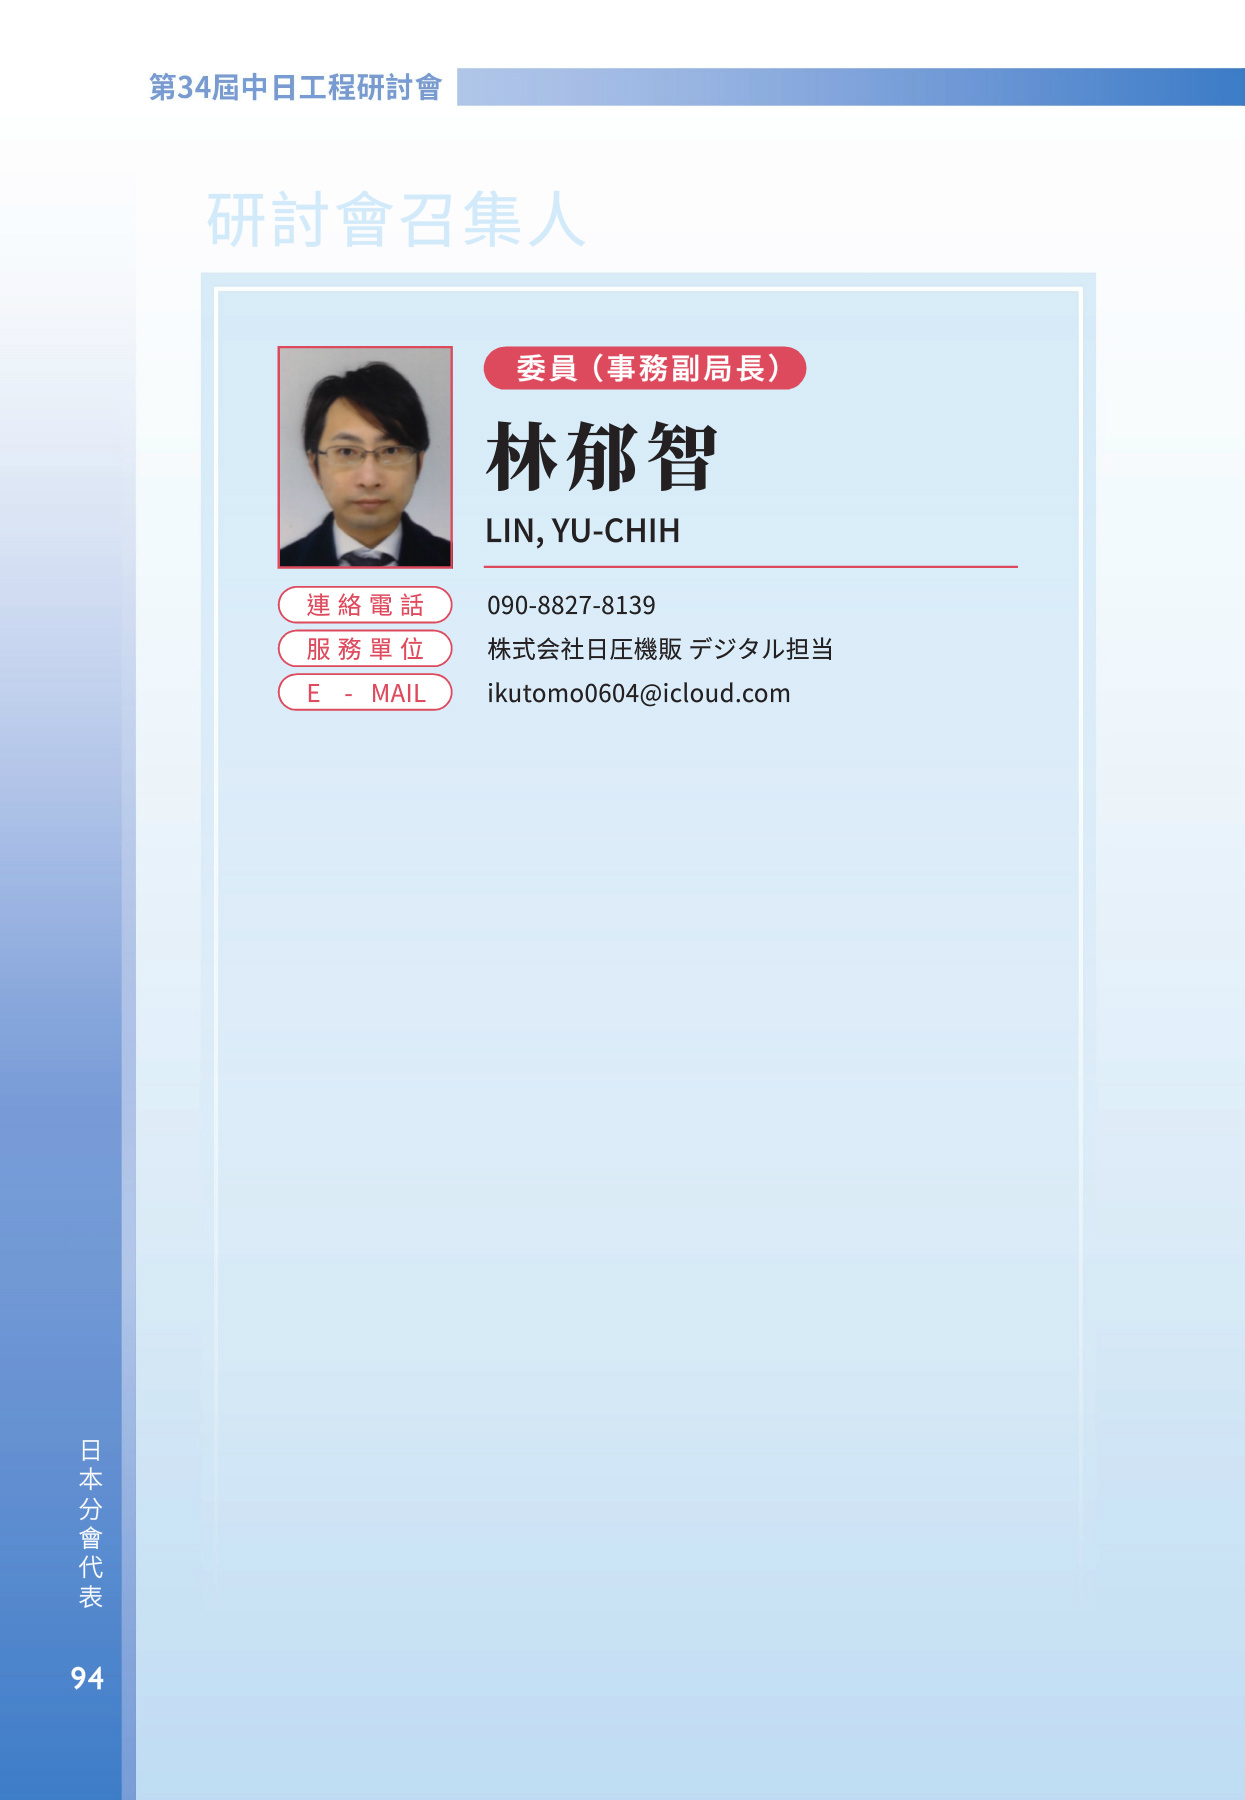 第34屆中日工程研討會
研討會召集人
委員（事務副局長）
林郁智
LIN, YU-CHIH
連絡電話 090-8827-8139
服務單位 株式会社日圧機販 デジタル担当
E - MAIL ikutomo0604@icloud.com
日本分會代表
94